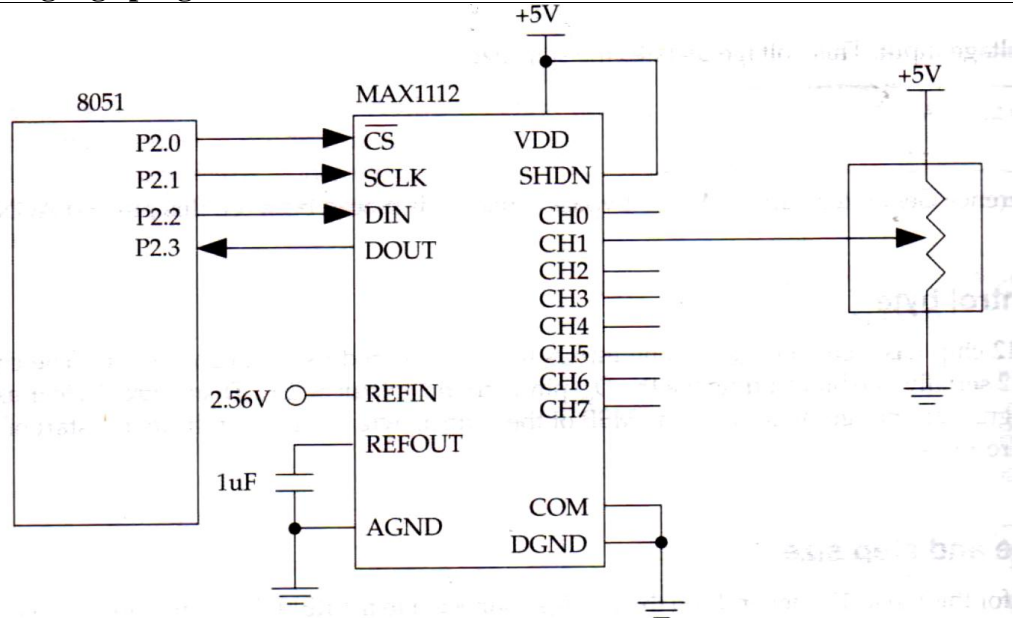 +5V
+5V
8051
MAX1112
P2.0
P2.1
P2.2
P2.3
CS
SCLK
DIN
DOUT
VDD
SHDN
CH0
CH1
CH2
CH3
CH4
CH5
CH6
CH7
2.56V
REFIN
REFOUT
1uF
AGND
COM
DGND